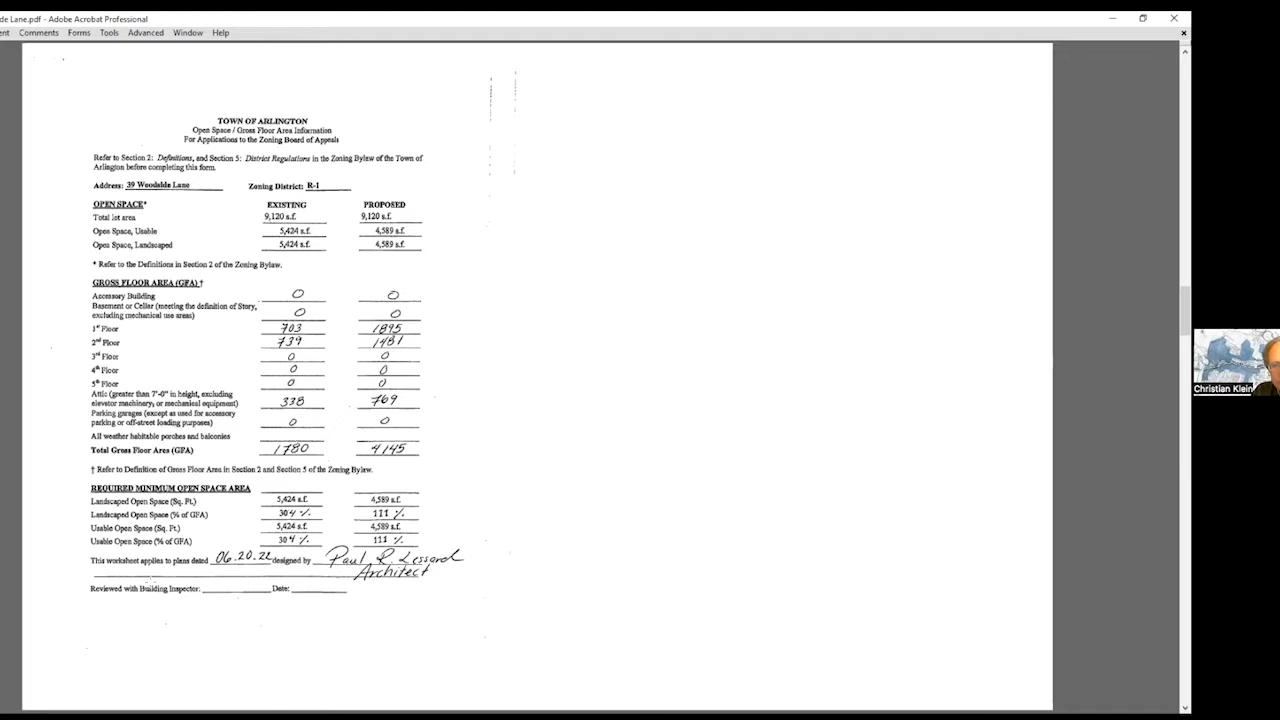 de Lane.pdf - Adobe Acrobat Professional
ent Comments Forms Tools Advanced Window Help
TOWN OF ARLINGTON
Open Space / Gross Floor Area Information
For Applications to the Zoning Board of Appeals
Refer to Section 2: Definitions, and Section 5: District Regulations in the Zoning Bylaw of the Town of
Arlington before completing this form.
Address: 39 Woodside Lane Zoning District: R-1
OPEN SPACE* EXISTING PROPOSED
Total lot area 9,120 s.f. 9,120 s.f.
Open Space, Usable 5,424 s.f. 4,589 s.f.
Open Space, Landscaped 5,424 s.f. 4,589 s.f.
* Refer to the Definitions in Section 2 of the Zoning Bylaw.
GROSS FLOOR AREA (GFA) †
Accessory Building 0 0
Basement or Cellar (meeting the definition of Story,
excluding mechanical use areas) 0 0
1st Floor 703 1895
2nd Floor 739 1481
3rd Floor 0 0
4th Floor 0 0
5th Floor 0 0
Attic (greater than 7'-0" in height, excluding
elevator machinery, or mechanical equipment) 338 769
Parking garages (except as used for accessory
parking or off-street loading purposes) 0 0
All weather habitable porches and balconies
Total Gross Floor Area (GFA) 1780 4145
† Refer to Definition of Gross Floor Area in Section 2 and Section 5 of the Zoning Bylaw.
REQUIRED MINIMUM OPEN SPACE AREA
Landscaped Open Space (Sq. Ft.) 5,424 s.f. 4,589 s.f.
Landscaped Open Space (% of GFA) 304 % 111 %
Usable Open Space (Sq. Ft.) 5,424 s.f. 4,589 s.f.
Usable Open Space (% of GFA) 304 % 111 %
This worksheet applies to plans dated 06.20.22 designed by Paul R. Lessard
Architect
Reviewed with Building Inspector: Date:
Christian Klein